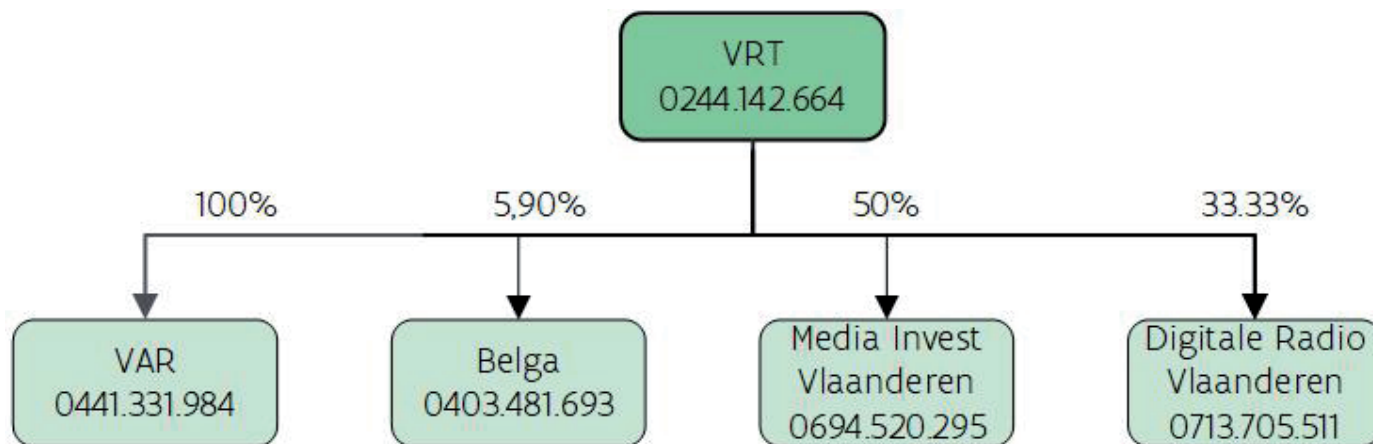 VRT
0244.142.664
100%
5,90%
50%
33.33%
VAR
0441.331.984
Belga
0403.481.693
Media Invest
Vlaanderen
0694.520.295
Digitale Radio
Vlaanderen
0713.705.511